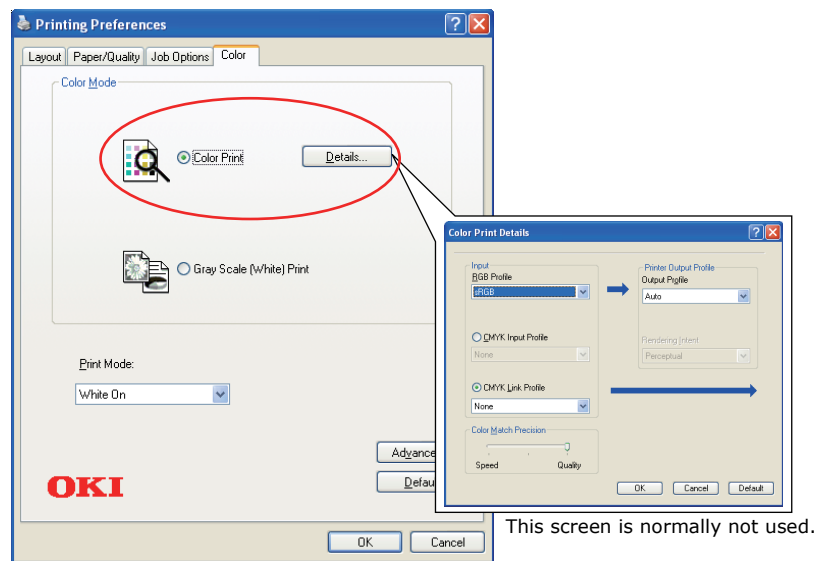 Printing Preferences
Layout Paper/Quality Job Options Color
Color Mode
Color Print Details...
Gray Scale (White) Print
Print Mode:
White On
Advance
Defau
OKI
OK Cancel
Color Print Details
Input
RGB Profile
sRGB
Printer Output Profile
Output Profile
Auto
CMYK Input Profile
None
Rendering Intent
Perceptual
CMYK Link Profile
None
Color Match Precision
Speed Quality
OK Cancel Default
This screen is normally not used.